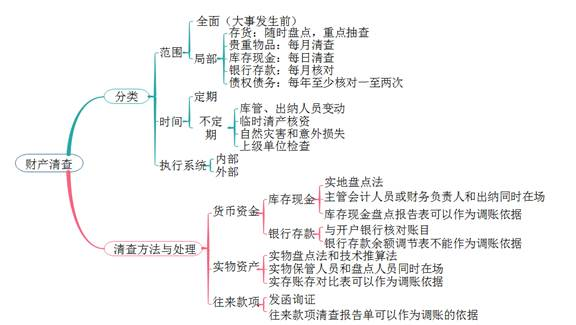 财产清查
分类
范围
全面（大事发生前）
局部
存货：随时盘点，重点抽查
贵重物品：每月清查
库存现金：每日清查
银行存款：每月核对
债权债务：每年至少核对一至两次
时间
定期
不定期
库管、出纳人员变动
临时清产核资
自然灾害和意外损失
上级单位检查
执行系统
内部
外部
清查方法与处理
货币资金
库存现金
实地盘点法
主管会计人员或财务负责人和出纳同时在场
库存现金盘点报告表可以作为调账依据
银行存款
与开户银行核对账目
银行存款余额调节表不能作为调账依据
实物资产
实物盘点法和技术推算法
实物保管人员和盘点人员同时在场
实存账存对比表可以作为调账依据
往来款项
发函询证
往来款项清查报告单可以作为调账的依据